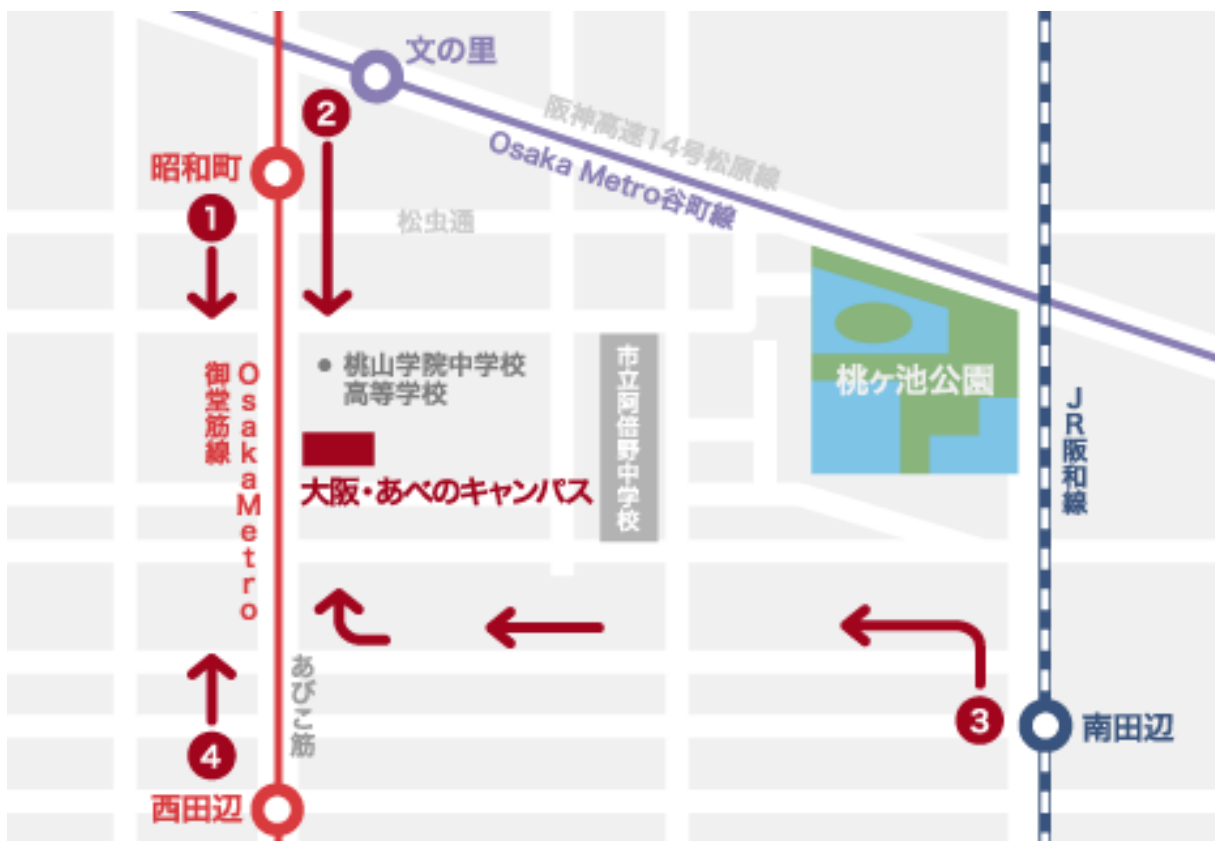 文の里
2
阪神高速14号松原線
Osaka Metro谷町線
昭和町
1
松虫通
桃山学院中学校
高等学校
市立阿倍野中学校
桃ヶ池公園
JR阪和線
Osaka Metro
御堂筋線
大阪・あべのキャンパス
あびこ筋
3
南田辺
4
西田辺